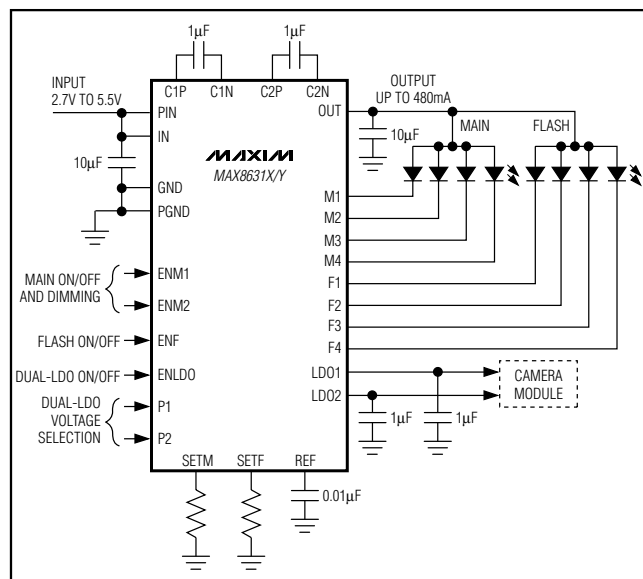 1µF
1µF
INPUT
2.7V TO 5.5V
C1P
C1N
C2P
C2N
OUTPUT
UP TO 480mA
PIN
OUT
IN
10µF
MAIN
FLASH
10µF
MAXIM
MAX8631X/Y
GND
PGND
M1
M2
M3
M4
MAIN ON/OFF
AND DIMMING
ENM1
ENM2
F1
F2
F3
F4
FLASH ON/OFF
ENF
DUAL-LDO ON/OFF
ENLDO
LDO1
LDO2
CAMERA
MODULE
DUAL-LDO
VOLTAGE
SELECTION
P1
P2
1µF
1µF
SETM
SETF
REF
0.01µF